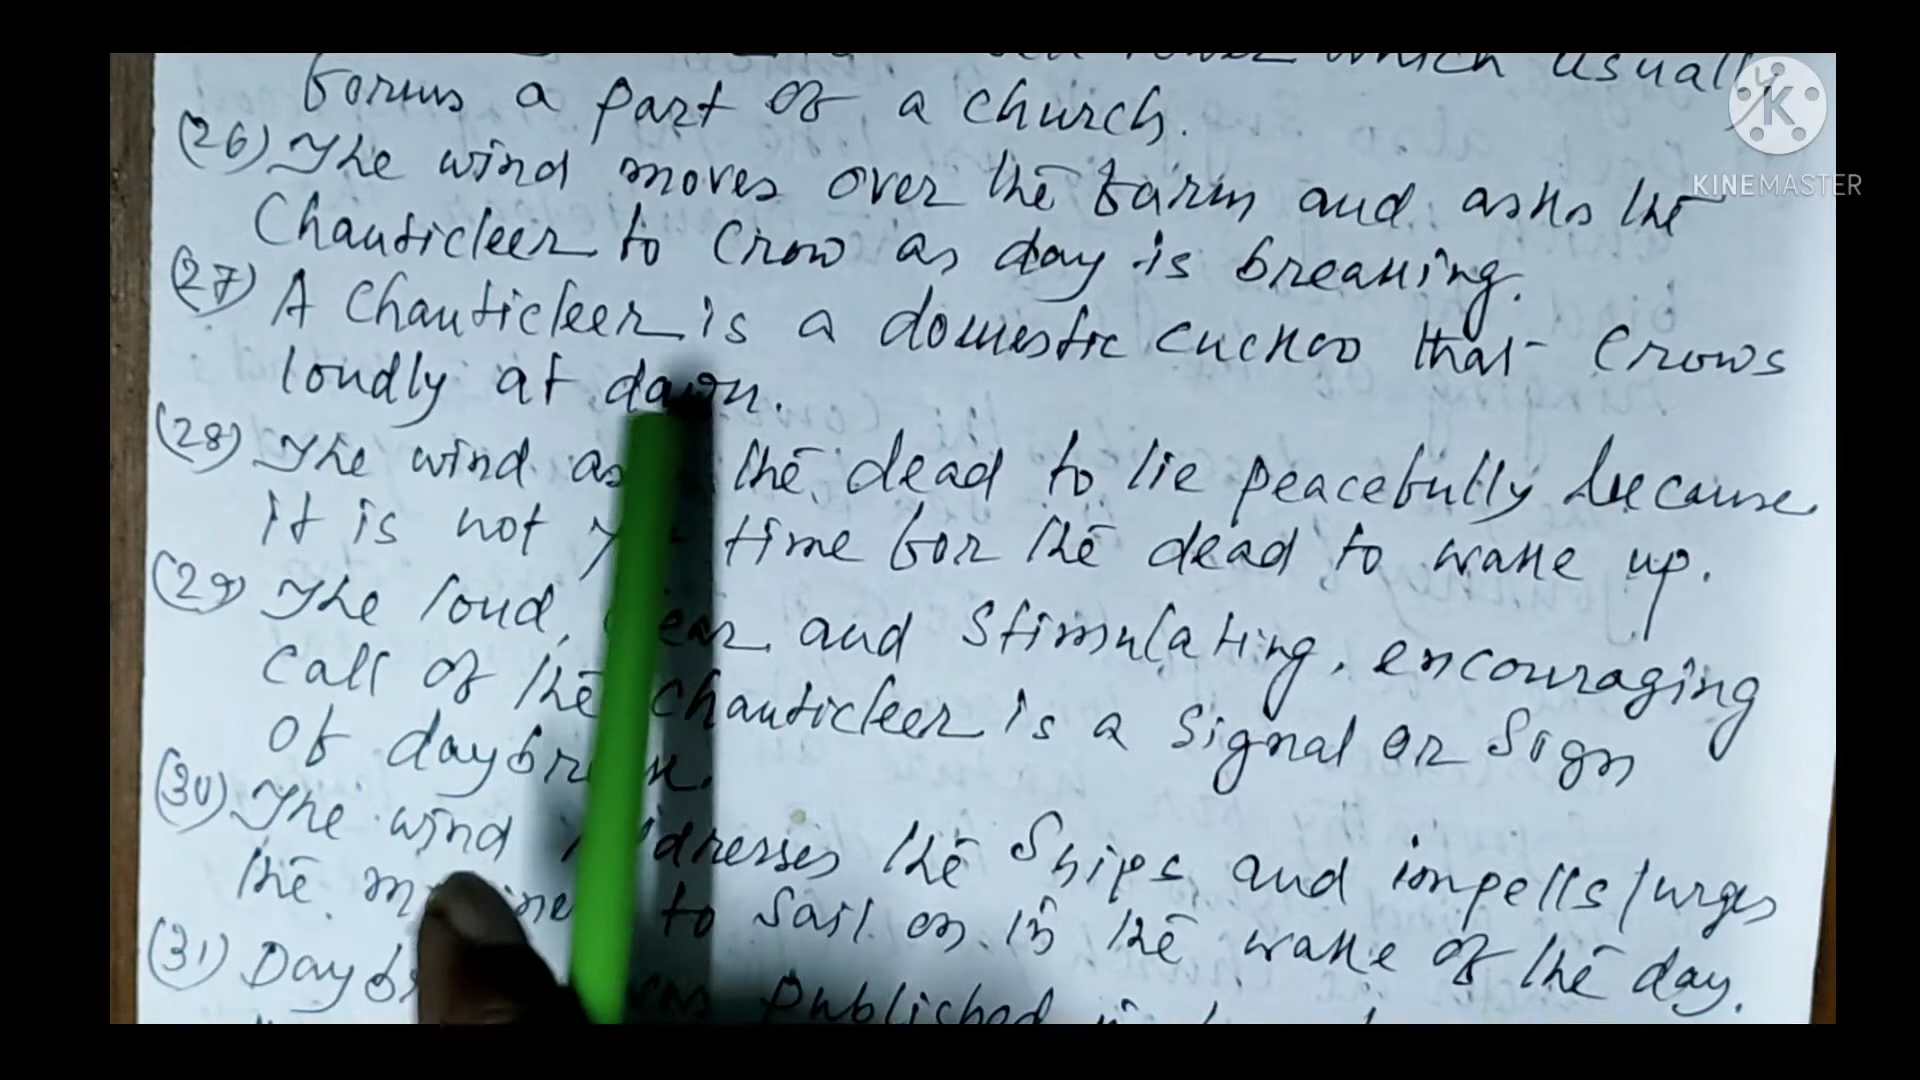 which usually
forms a part of a church.
(26) The wind moves over the farm and asks the
Chanticleer to crow as day is breaking.
(27) A Chanticleer is a domestic cuckoo that crows
loudly at dawn.
(28) The wind the dead to lie peacefully because
it is not time for the dead to wake up.
(29) The loud, and stimulating, encouraging
call of the chanticleer is a signal or sign
of
(30) The wind the ships and impells/urges
the to sail on in the wake of the day.
(31) published
K
KINEMASTER